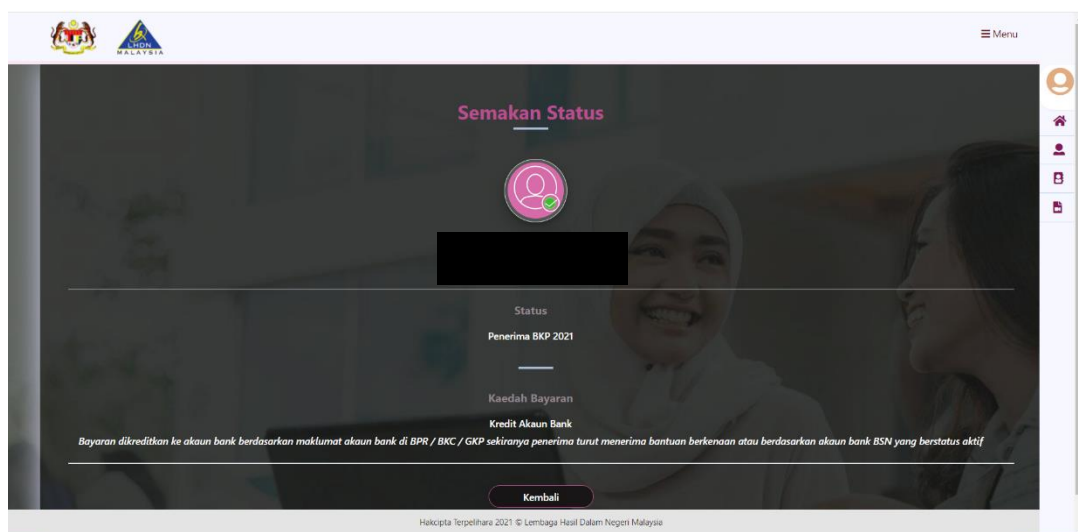 LHDN
MALAYSIA
Menu
Semakan Status
Status
Penerima BKP 2021
Kaedah Bayaran
Kredit Akaun Bank
Bayaran dikreditkan ke akaun bank berdasarkan maklumat akaun bank di BPR / BKC / GKP sekiranya penerima turut menerima bantuan berkenaan atau berdasarkan akaun bank BSN yang berstatus aktif
Kembali
Hakcipta Terpelihara 2021 © Lembaga Hasil Dalam Negeri Malaysia